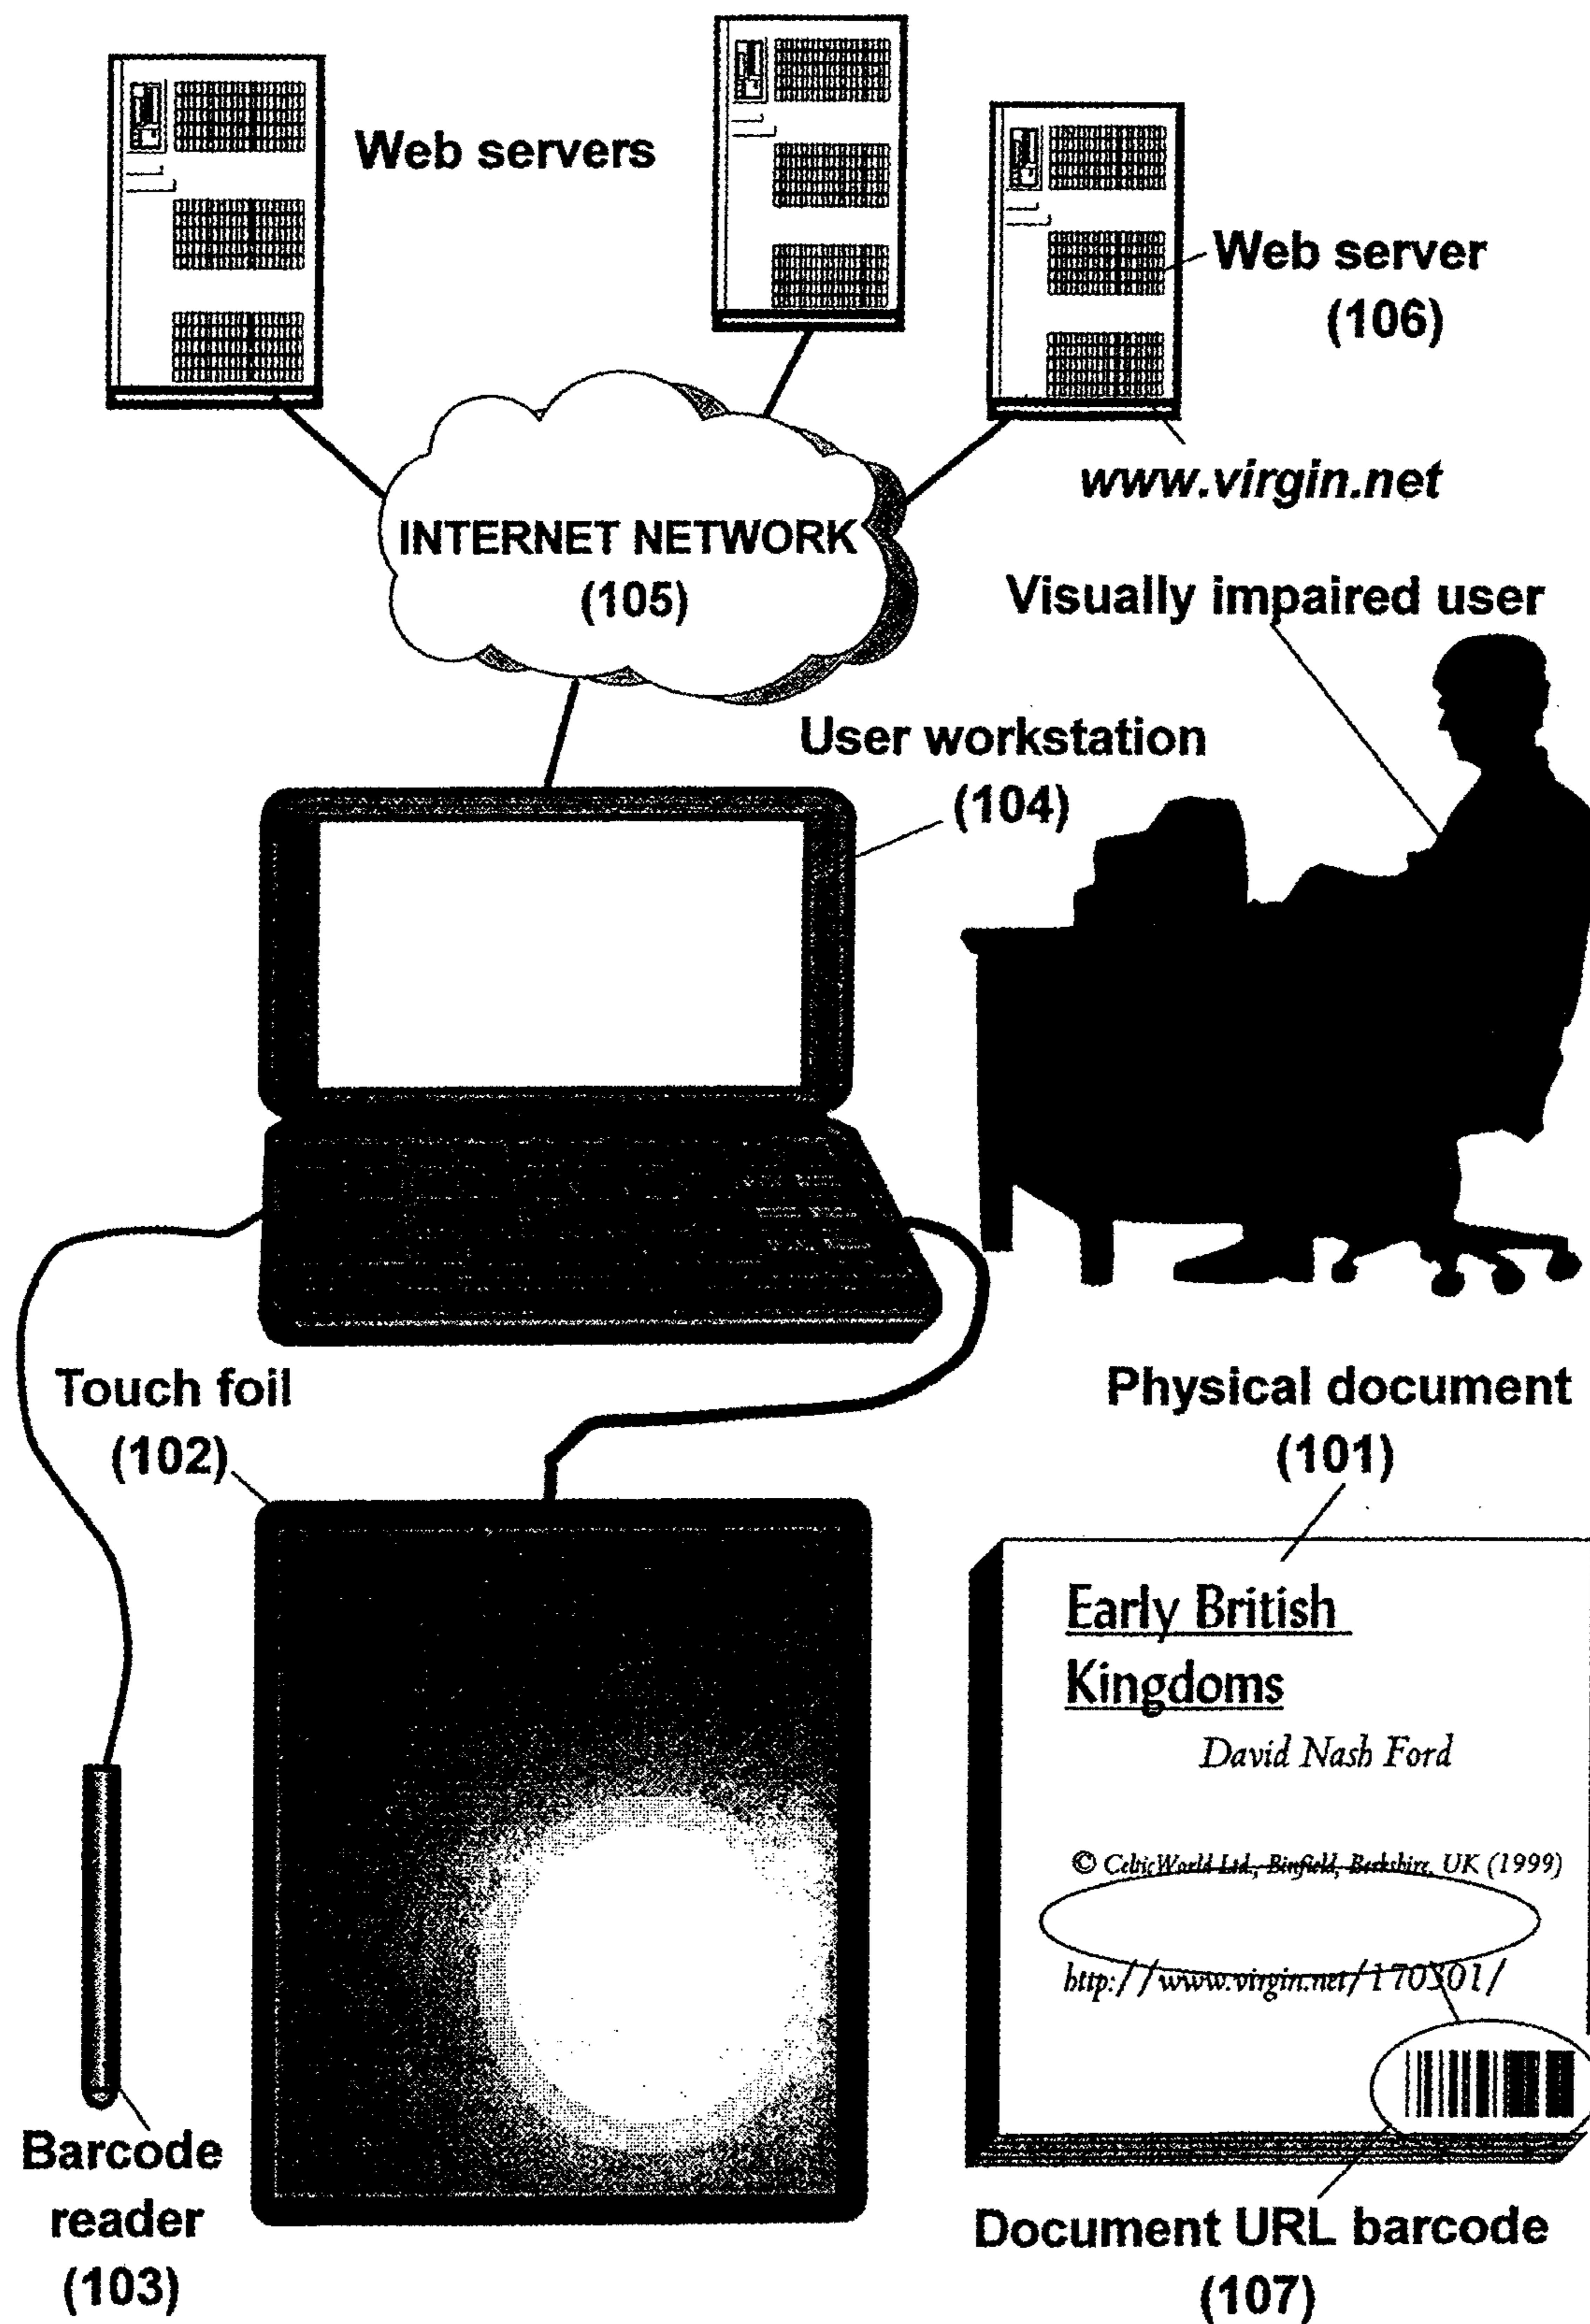 Web servers
Web server
(106)
www.virgin.net
INTERNET NETWORK
(105)
Visually impaired user
User workstation
(104)
Touch foil
(102)
Physical document
(101)
Early British
Kingdoms
David Nash Ford
© CelticWorld Ltd., Binfield, Berkshire, UK (1999)
http://www.virgin.net/170301/
Barcode
reader
(103)
Document URL barcode
(107)